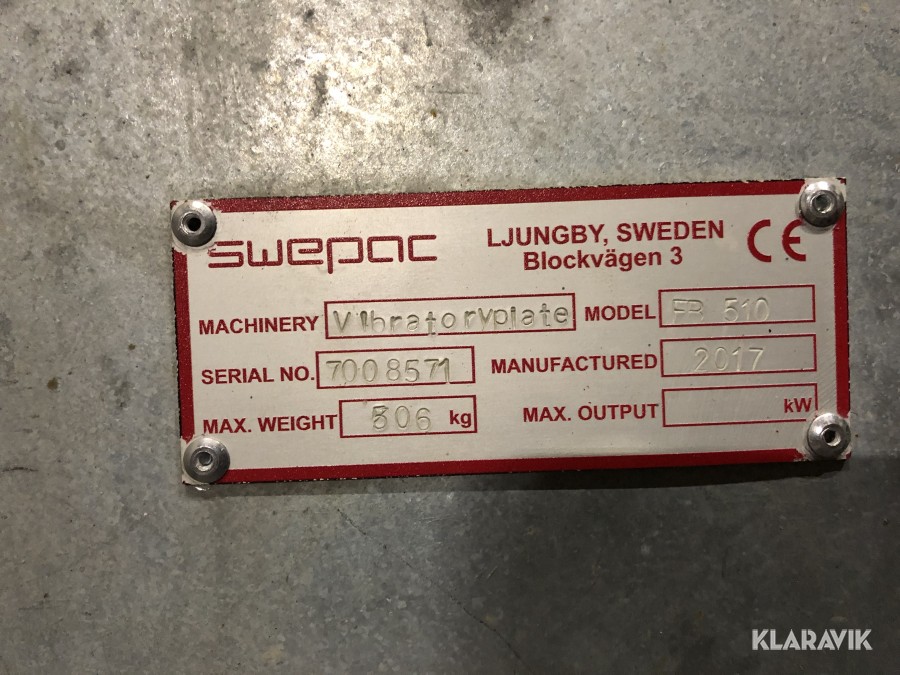 swepac
LJUNGBY, SWEDEN
Blockvägen 3
CE
MACHINERY Vibratoryplate
MODEL FB 510
SERIAL NO. 7008571
MANUFACTURED 2017
MAX. WEIGHT 506 kg
MAX. OUTPUT kW
KLARAVIK